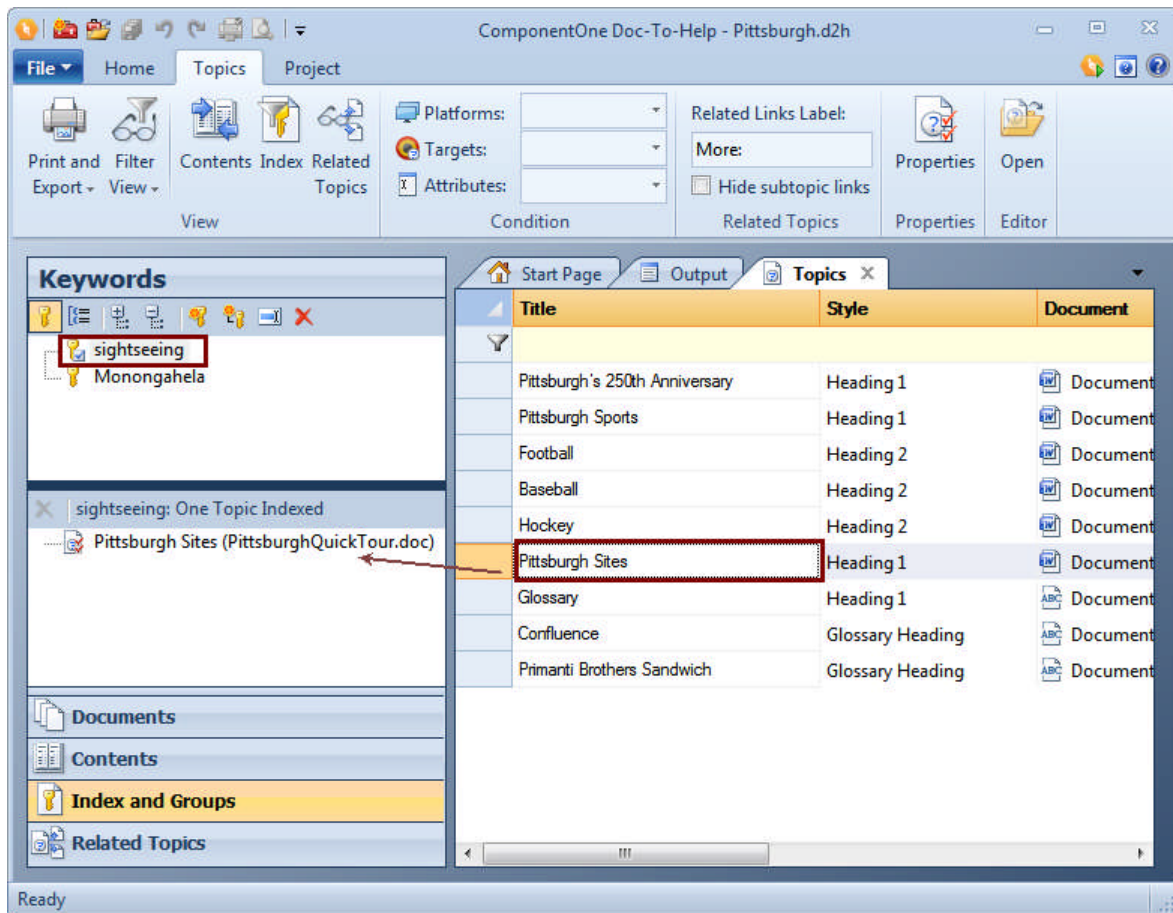 ComponentOne Doc-To-Help - Pittsburgh.d2h
File Home Topics Project
Print and Export
Filter View
Contents
Index
Related Topics
View
Platforms:
Targets:
Attributes:
Condition
Related Links Label:
More:
Hide subtopic links
Related Topics
Properties
Properties
Open
Editor
Keywords
sightseeing
Monongahela
sightseeing: One Topic Indexed
Pittsburgh Sites (PittsburghQuickTour.doc)
Documents
Contents
Index and Groups
Related Topics
Start Page Output Topics
Title Style Document
Pittsburgh's 250th Anniversary Heading 1 Document
Pittsburgh Sports Heading 1 Document
Football Heading 2 Document
Baseball Heading 2 Document
Hockey Heading 2 Document
Pittsburgh Sites Heading 1 Document
Glossary Heading 1 Document
Confluence Glossary Heading Document
Primanti Brothers Sandwich Glossary Heading Document
Ready